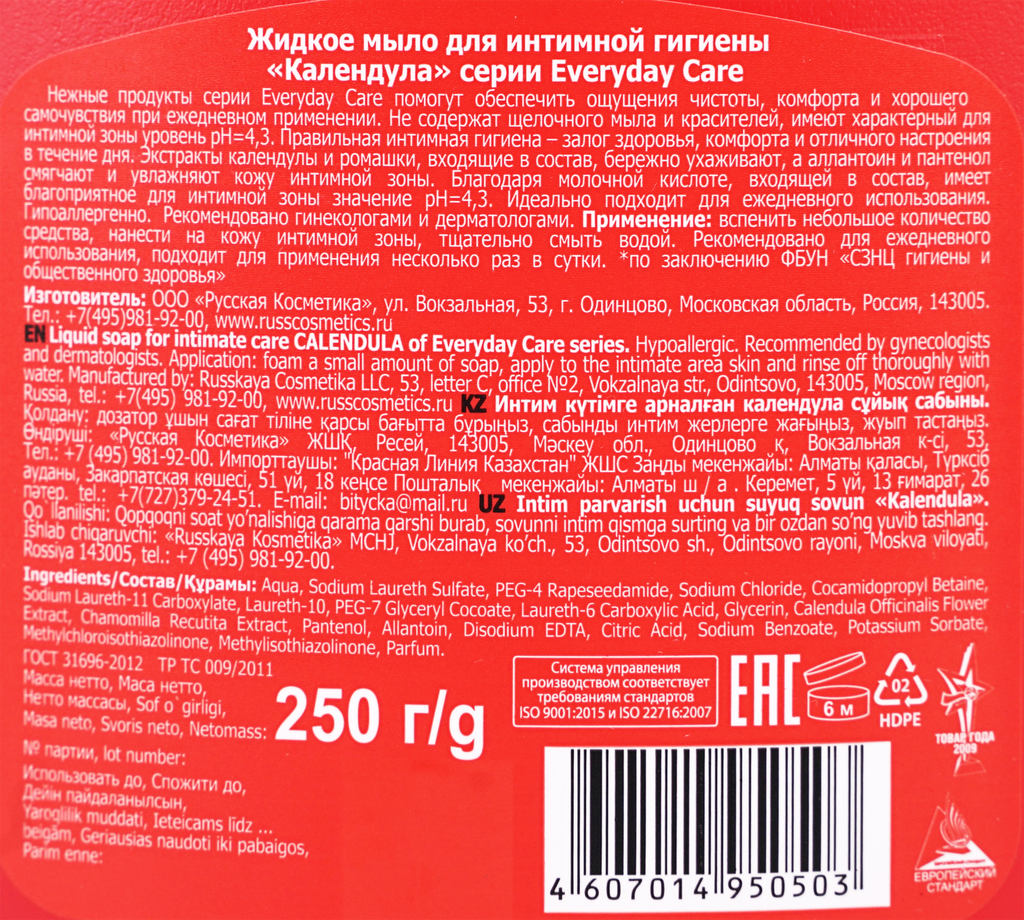 Жидкое мыло для интимной гигиены
«Календула» серии Everyday Care
Нежные продукты серии Everyday Care помогут обеспечить ощущения чистоты, комфорта и хорошего
самочувствия при ежедневном применении. Не содержат щелочного мыла и красителей, имеют характерный для
интимной зоны уровень pH=4,3. Правильная интимная гигиена – залог здоровья, комфорта и отличного настроения
в течение дня. Экстракты календулы и ромашки, входящие в состав, бережно ухаживают, а аллантоин и пантенол
смягчают и увлажняют кожу интимной зоны. Благодаря молочной кислоте, входящей в состав, имеет
благоприятное для интимной зоны значение pH=4,3. Идеально подходит для ежедневного использования.
Гипоаллергенно. Рекомендовано гинекологами и дерматологами. Применение: вспенить небольшое количество
средства, нанести на кожу интимной зоны, тщательно смыть водой. Рекомендовано для ежедневного
использования, подходит для применения несколько раз в сутки. *по заключению ФБУН «СЗНЦ гигиены и
общественного здоровья»
Изготовитель: ООО «Русская Косметика», ул. Вокзальная, 53, г. Одинцово, Московская область, Россия, 143005.
Тел.: +7(495)981-92-00, www.russcosmetics.ru
EN Liquid soap for intimate care CALENDULA of Everyday Care series. Hypoallergic. Recommended by gynecologists
and dermatologists. Application: foam a small amount of soap, apply to the intimate area skin and rinse off thoroughly with
water. Manufactured by: Russkaya Cosmetika LLC, 53, letter C, office №2, Vokzalnaya str., Odintsovo, 143005, Moscow region,
Russia, tel.: +7(495) 981-92-00, www.russcosmetics.ru KZ Интим күтімге арналған календула сұйық сабыны.
Қолдану: дозатор ұшын сағат тіліне қарсы бағытта бұрыңыз, сабынды интим жерлерге жағыңыз, жуып тастаңыз.
Өндіруші: «Русская Косметика» ЖШҚ, Ресей, 143005, Мәскеу обл., Одинцово қ, Вокзальная к-сі, 53,
Тел.: +7 (495) 981-92-00. Импорттаушы: "Красная Линия Казахстан" ЖШС Заңды мекенжайы: Алматы қаласы, Түрксіб
ауданы, Закарпатская көшесі, 51 үй, 18 кеңсе Пошталық мекенжайы: Алматы ш / а . Керемет, 5 үй, 13 ғимарат, 26
пәтер. tel.: +7(727)379-24-51. E-mail: bitycka@mail.ru UZ Intim parvarish uchun suyuq sovun «Kalendula».
Qo`llanilishi: Qopqoqni soat yo'nalishiga qarama qarshi burab, sovunni intim qismga surting va bir ozdan so'ng yuvib tashlang.
Ishlab chiqaruvchi: «Russkaya Kosmetika» MCHJ, Vokzalnaya ko'ch., 53, Odintsovo sh., Odintsovo rayoni, Moskva viloyati,
Rossiya 143005, tel.: +7 (495) 981-92-00.
Ingredients/Состав/Құрамы: Aqua, Sodium Laureth Sulfate, PEG-4 Rapeseedamide, Sodium Chloride, Cocamidopropyl Betaine,
Sodium Laureth-11 Carboxylate, Laureth-10, PEG-7 Glyceryl Cocoate, Laureth-6 Carboxylic Acid, Glycerin, Calendula Officinalis Flower
Extract, Chamomilla Recutita Extract, Pantenol, Allantoin, Disodium EDTA, Citric Acid, Sodium Benzoate, Potassium Sorbate,
Methylchloroisothiazolinone, Methylisothiazolinone, Parfum.
ГОСТ 31696-2012 ТР ТС 009/2011
Масса нетто, Маса нетто,
Нетто массасы, Sof o`girligi,
Masa neto, Svoris neto, Netomass:
250 г/g
№ партии, lot number:
Использовать до, Спожити до,
Дейін пайдаланылсын,
Yaroglilik muddati, Ieteicams līdz ...
beigām, Geriausias naudoti iki pabaigos,
Parim enne:
Система управления
производством соответствует
требованиям стандартов
ISO 9001:2015 и ISO 22716:2007
EAC
6 м
02
HDPE
ТОВАР ГОДА
2009
ЕВРОПЕЙСКИЙ СТАНДАРТ
ЕВРОПЕЙСКИЙ
СТАНДАРТ
4 607014 950503